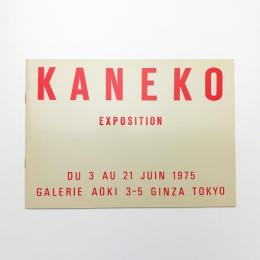 KANEKO
EXPOSITION
DU 3 AU 21 JUIN 1975
GALERIE AOKI 3-5 GINZA TOKYO